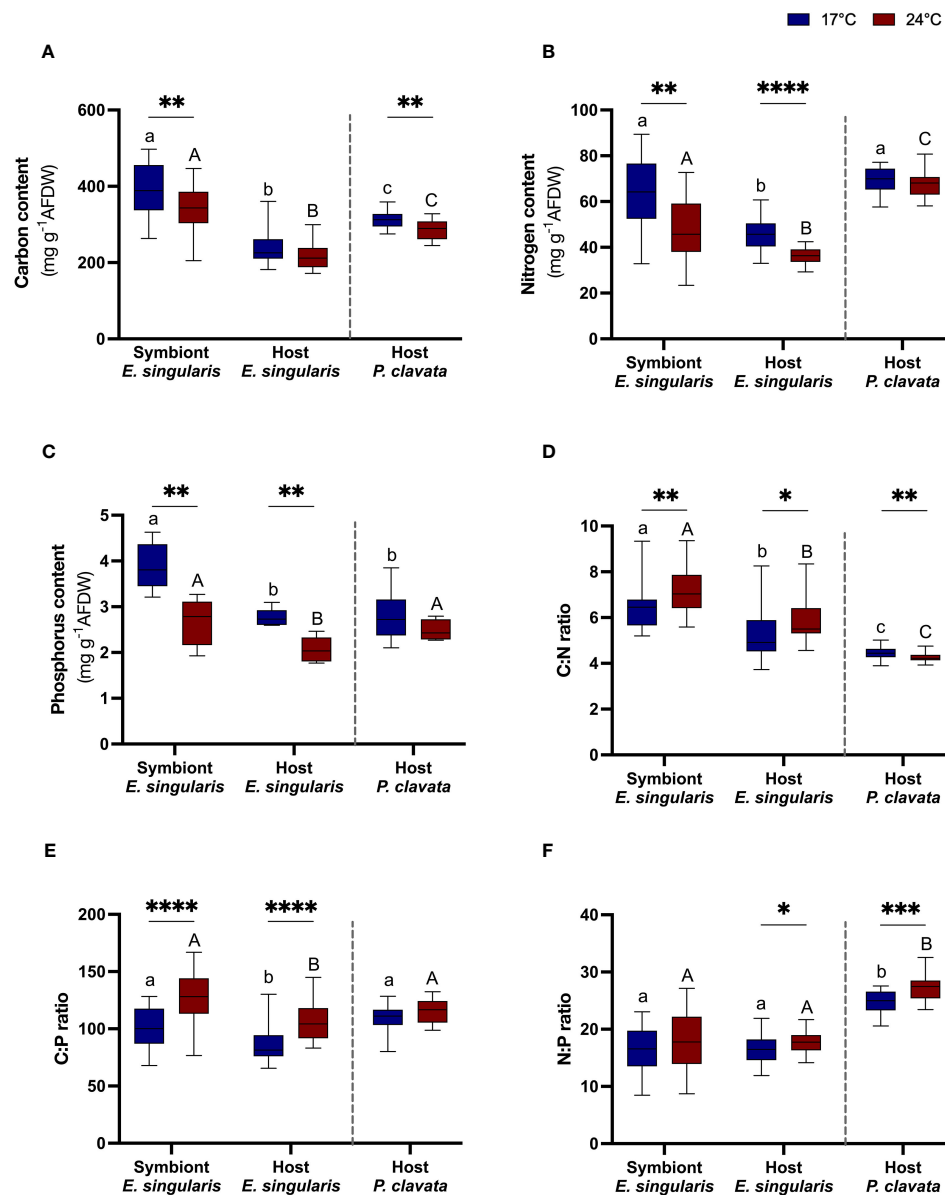 17°C 24°C
A
Carbon content
(mg g⁻¹AFDW)
600
400
200
0
**
**
a
A
b
B
c
C
Symbiont
E. singularis
Host
E. singularis
Host
P. clavata
B
Nitrogen content
(mg g⁻¹AFDW)
100
80
60
40
20
0
**
****
a
A
b
B
a
C
Symbiont
E. singularis
Host
E. singularis
Host
P. clavata
C
Phosphorus content
(mg g⁻¹AFDW)
5
4
3
2
1
0
**
**
a
A
b
B
b
A
Symbiont
E. singularis
Host
E. singularis
Host
P. clavata
D
C:N ratio
10
8
6
4
2
0
**
*
**
a
A
b
B
c
C
Symbiont
E. singularis
Host
E. singularis
Host
P. clavata
E
C:P ratio
200
150
100
50
0
****
****
a
A
b
B
a
A
Symbiont
E. singularis
Host
E. singularis
Host
P. clavata
F
N:P ratio
40
30
20
10
0
*
***
a
A
a
A
b
B
Symbiont
E. singularis
Host
E. singularis
Host
P. clavata